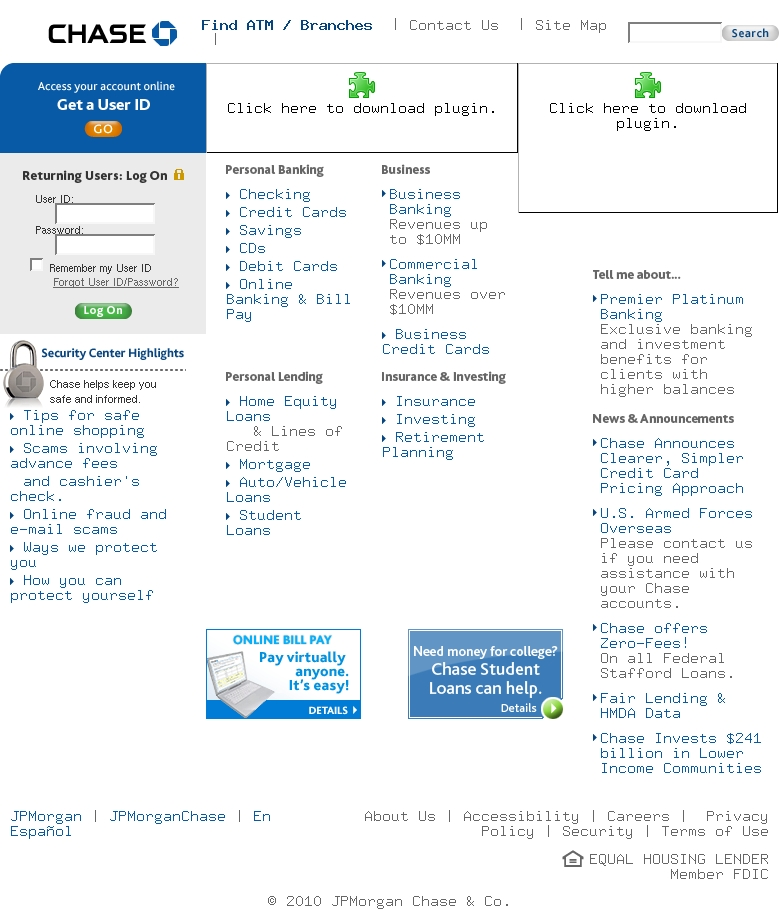 CHASE
Find ATM / Branches | Contact Us | Site Map
|
Search
Access your account online
Get a User ID
GO
Click here to download plugin.
Click here to download
plugin.
Returning Users: Log On
User ID:
Password:
Remember my User ID
Forgot User ID/Password?
Log On
Security Center Highlights
Chase helps keep you
safe and informed.
Tips for safe
online shopping
Scams involving
advance fees
and cashier's
check.
Online fraud and
e-mail scams
Ways we protect
you
How you can
protect yourself
Personal Banking
Checking
Credit Cards
Savings
CDs
Debit Cards
Online
Banking & Bill
Pay
Personal Lending
Home Equity
Loans
& Lines of
Credit
Mortgage
Auto/Vehicle
Loans
Student
Loans
Business
Business
Banking
Revenues up
to $10MM
Commercial
Banking
Revenues over
$10MM
Business
Credit Cards
Insurance & Investing
Insurance
Investing
Retirement
Planning
Tell me about...
Premier Platinum
Banking
Exclusive banking
and investment
benefits for
clients with
higher balances
News & Announcements
Chase Announces
Clearer, Simpler
Credit Card
Pricing Approach
U.S. Armed Forces
Overseas
Please contact us
if you need
assistance with
your Chase
accounts.
Chase offers
Zero-Fees!
On all Federal
Stafford Loans.
Fair Lending &
HMDA Data
Chase Invests $241
billion in Lower
Income Communities
ONLINE BILL PAY
Pay virtually
anyone.
It's easy!
DETAILS
Need money for college?
Chase Student
Loans can help.
Details
JPMorgan | JPMorganChase | En
Español
About Us | Accessibility | Careers | Privacy
Policy | Security | Terms of Use
EQUAL HOUSING LENDER
Member FDIC
© 2010 JPMorgan Chase & Co.